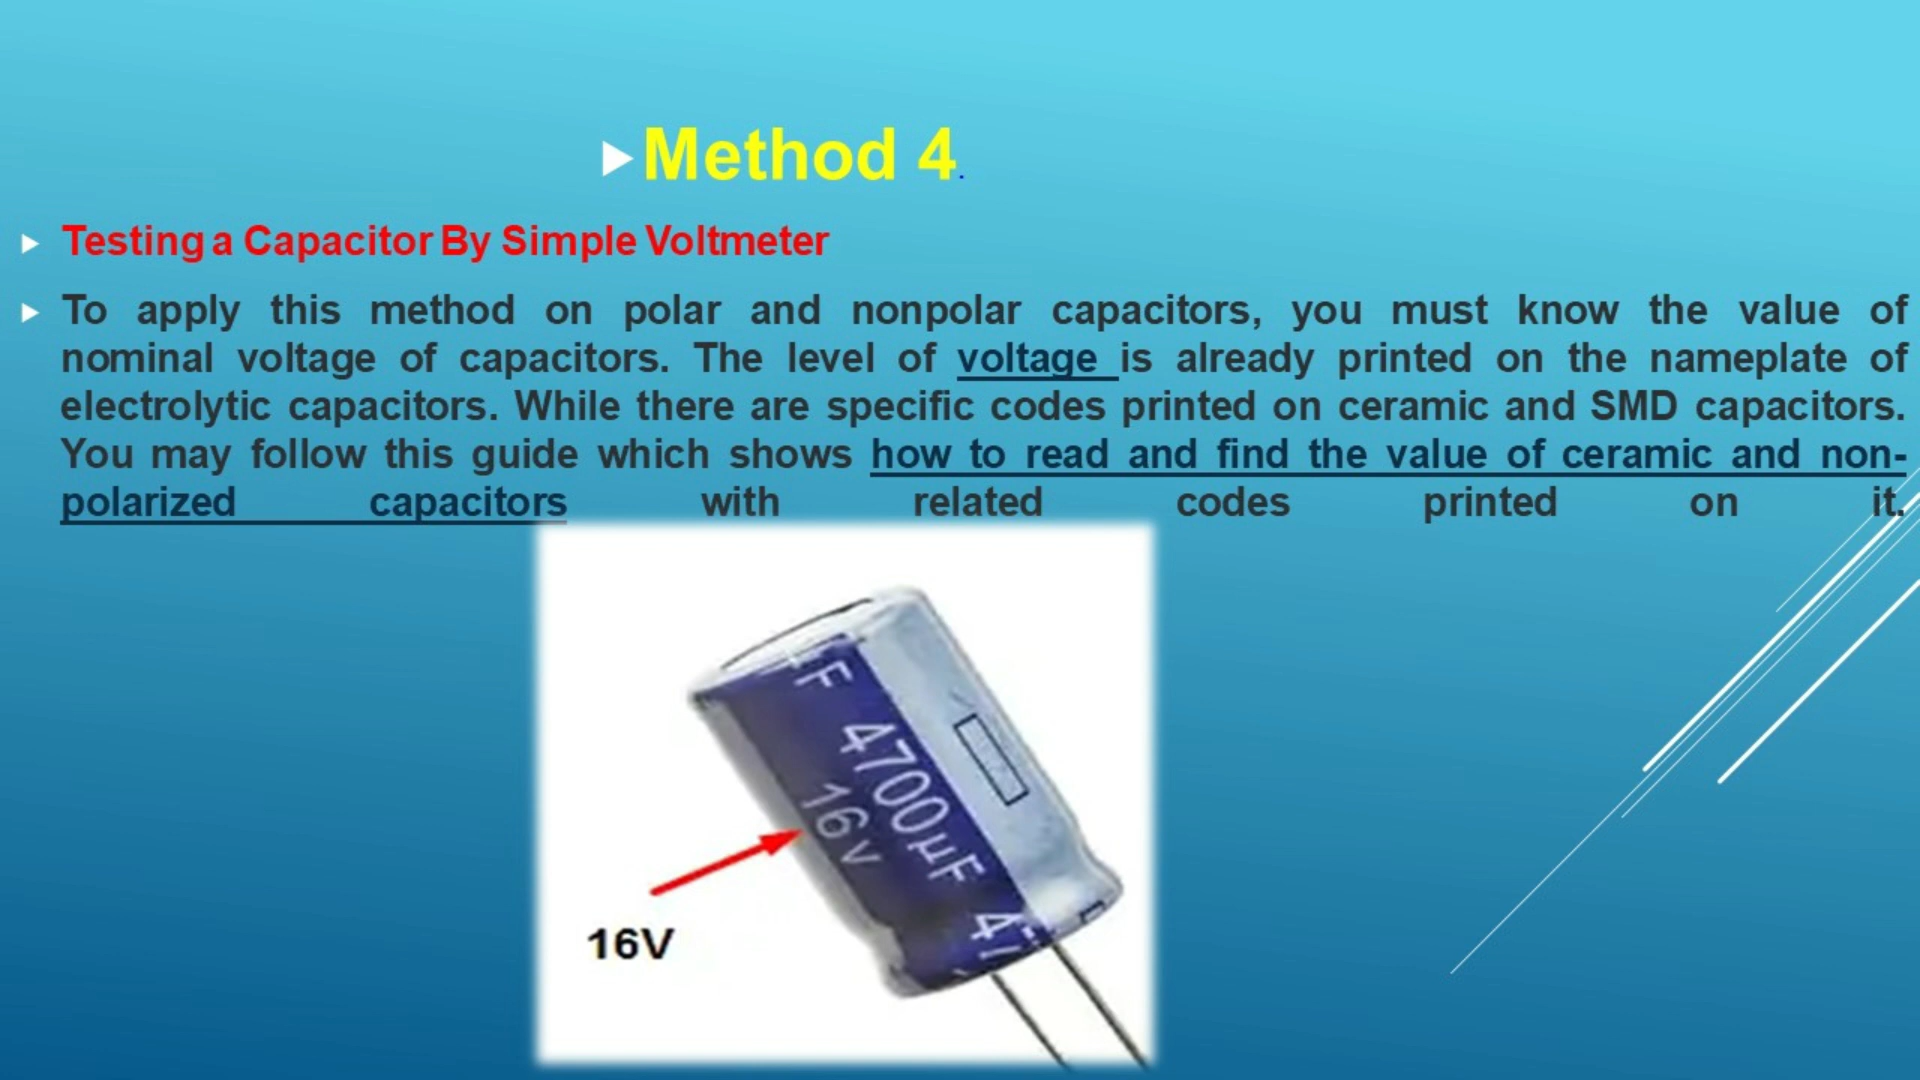 Method 4.
Testing a Capacitor By Simple Voltmeter
To apply this method on polar and nonpolar capacitors, you must know the value of
nominal voltage of capacitors. The level of voltage is already printed on the nameplate of
electrolytic capacitors. While there are specific codes printed on ceramic and SMD capacitors.
You may follow this guide which shows how to read and find the value of ceramic and non-
polarized capacitors with related codes printed on it.
F 4700µF 47
16V
16V